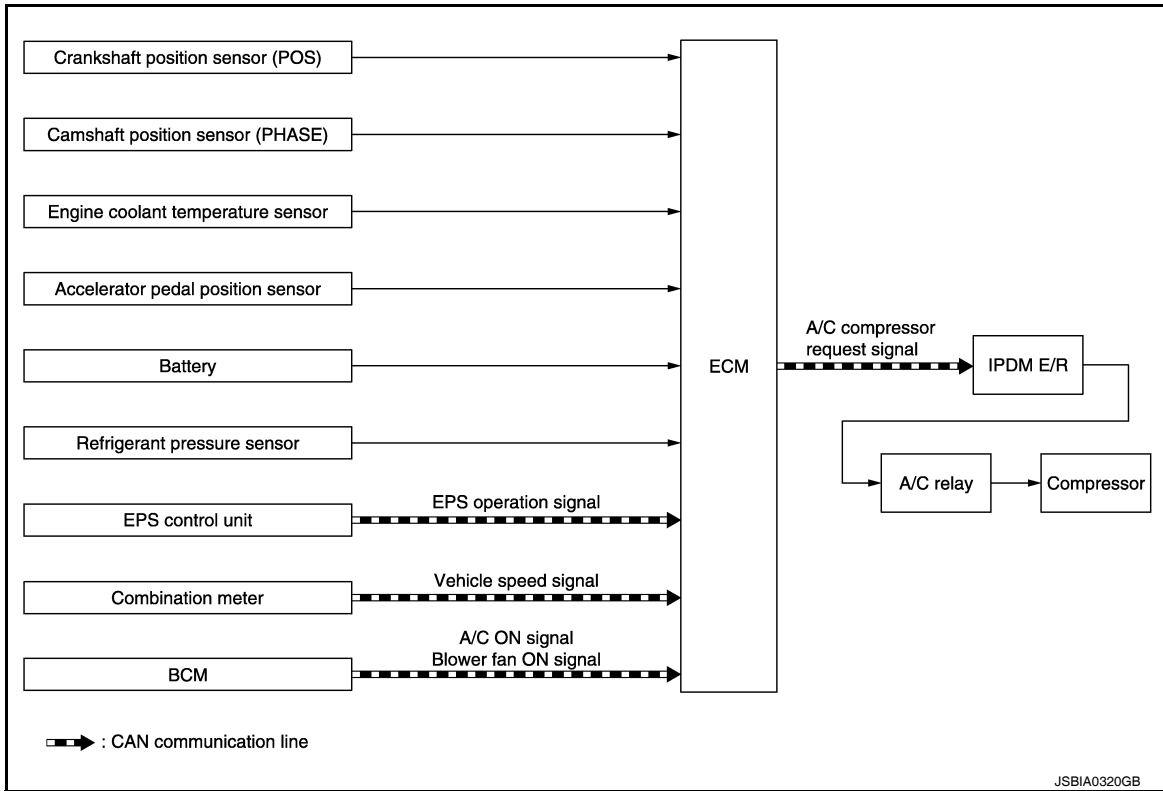 Crankshaft position sensor (POS)
Camshaft position sensor (PHASE)
Engine coolant temperature sensor
Accelerator pedal position sensor
Battery
Refrigerant pressure sensor
EPS control unit
EPS operation signal
Combination meter
Vehicle speed signal
BCM
A/C ON signal
Blower fan ON signal
ECM
A/C compressor
request signal
IPDM E/R
A/C relay
Compressor
: CAN communication line
JSBIA0320GB